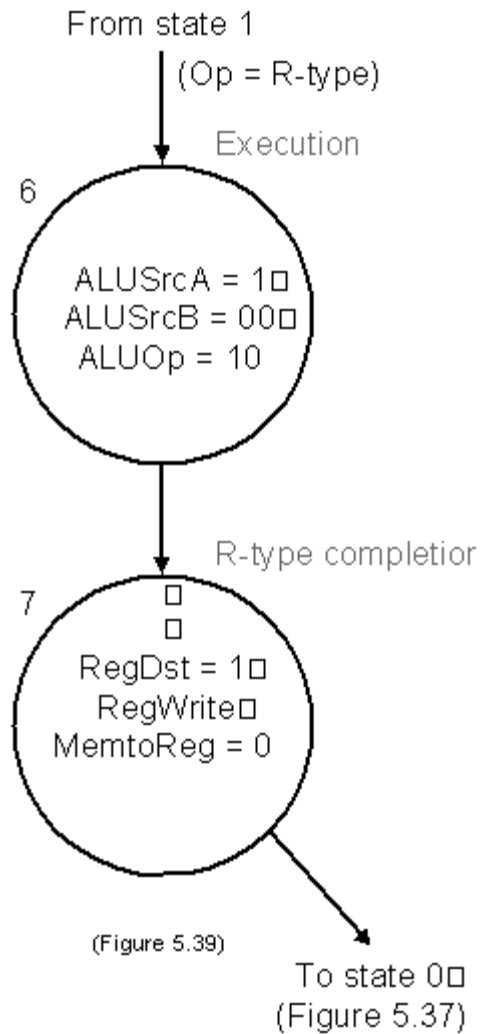 From state 1
(Op = R-type)
Execution
6
ALUSrcA = 1□
ALUSrcB = 00□
ALUOp = 10
R-type completior
7
□
□
RegDst = 1□
RegWrite□
MemtoReg = 0
(Figure 5.39)
To state 0□
(Figure 5.37)